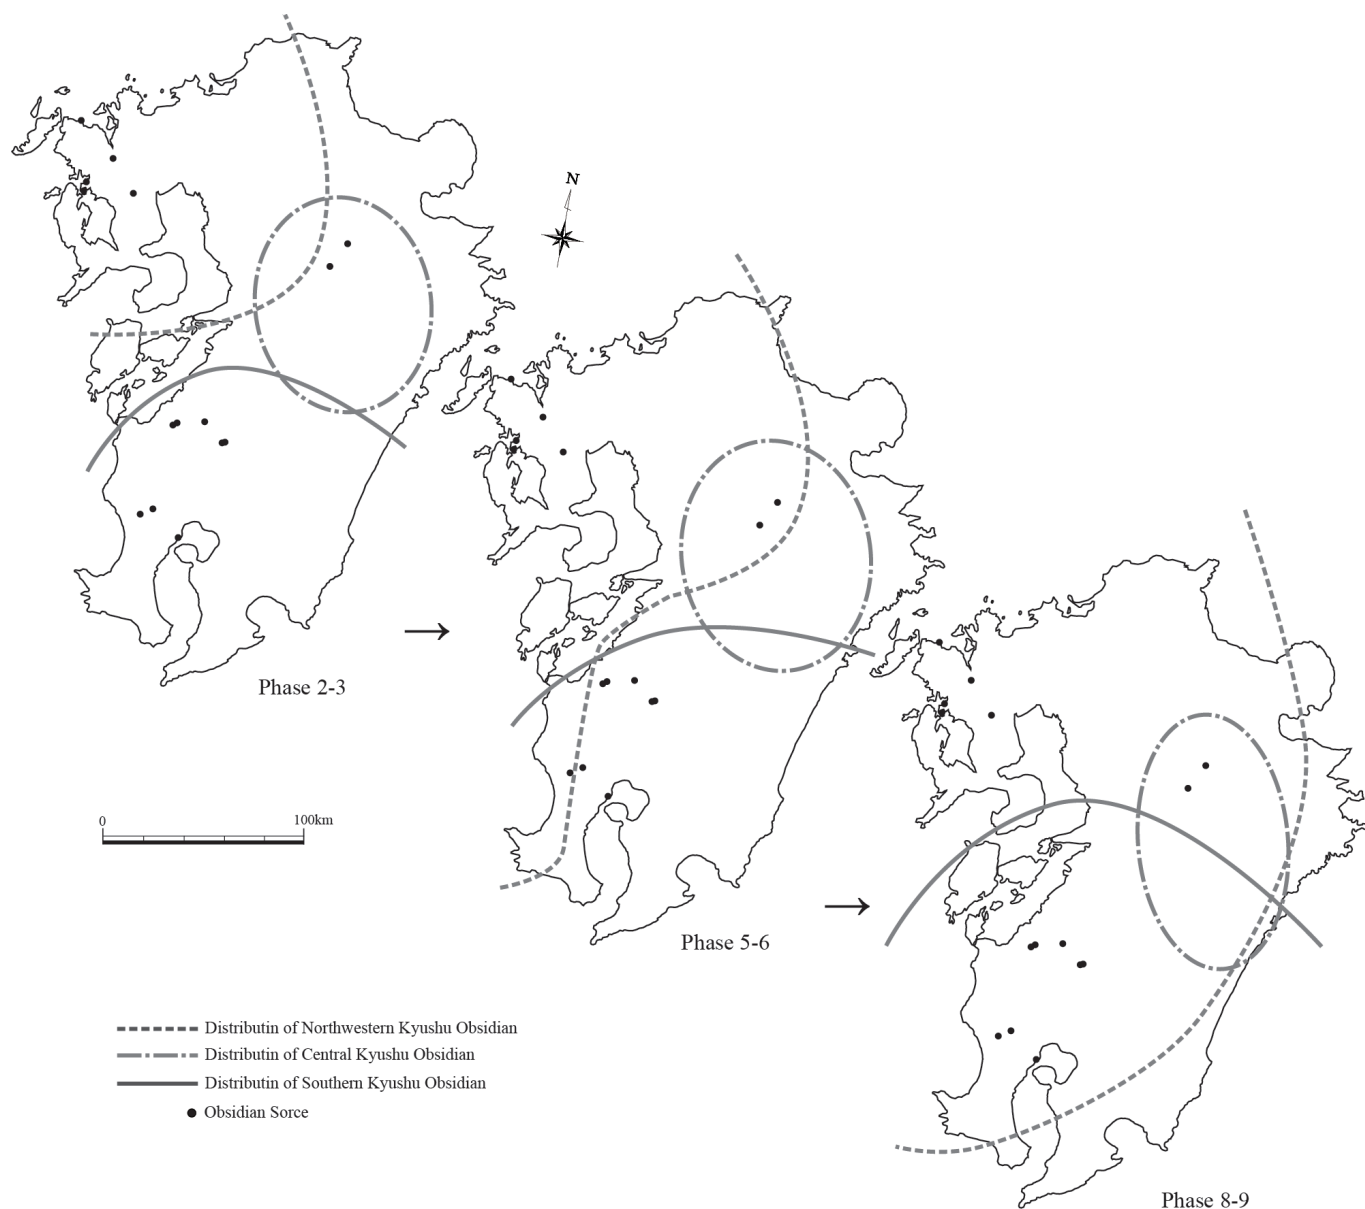 N
Phase 2-3
0 100km
Phase 5-6
Distributin of Northwestern Kyushu Obsidian
Distributin of Central Kyushu Obsidian
Distributin of Southern Kyushu Obsidian
Obsidian Sorce
Phase 8-9